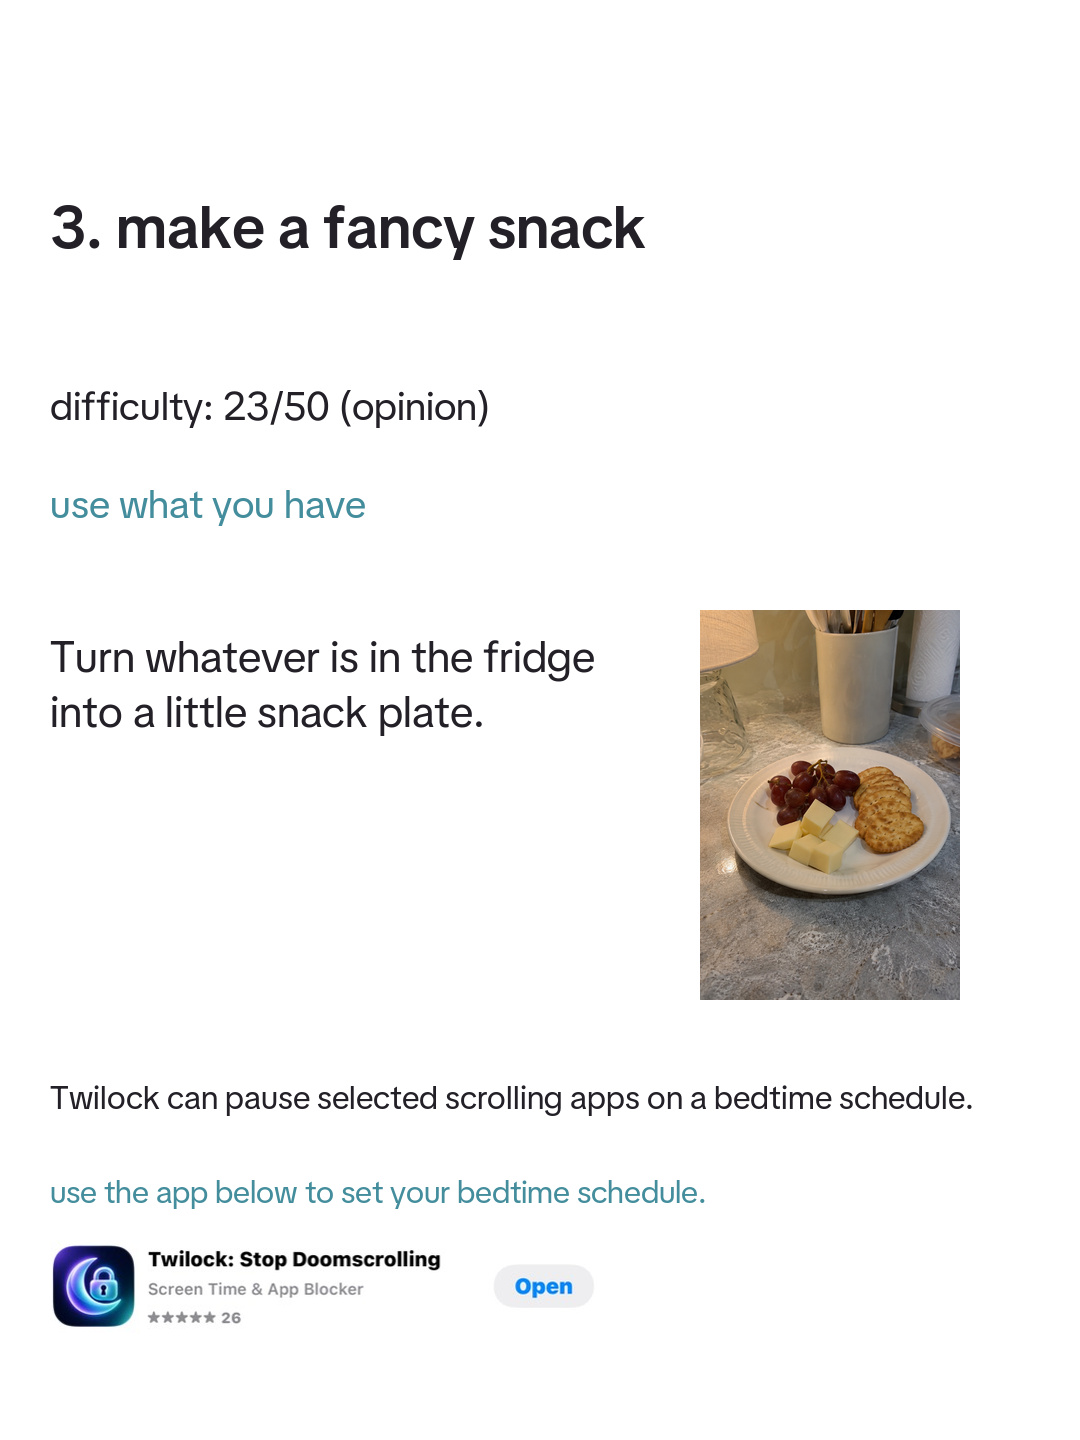 3. make a fancy snack
difficulty: 23/50 (opinion)
use what you have
Turn whatever is in the fridge
into a little snack plate.
Twilock can pause selected scrolling apps on a bedtime schedule.
use the app below to set your bedtime schedule.
Twilock: Stop Doomscrolling
Screen Time & App Blocker
★★★★★ 26
Open